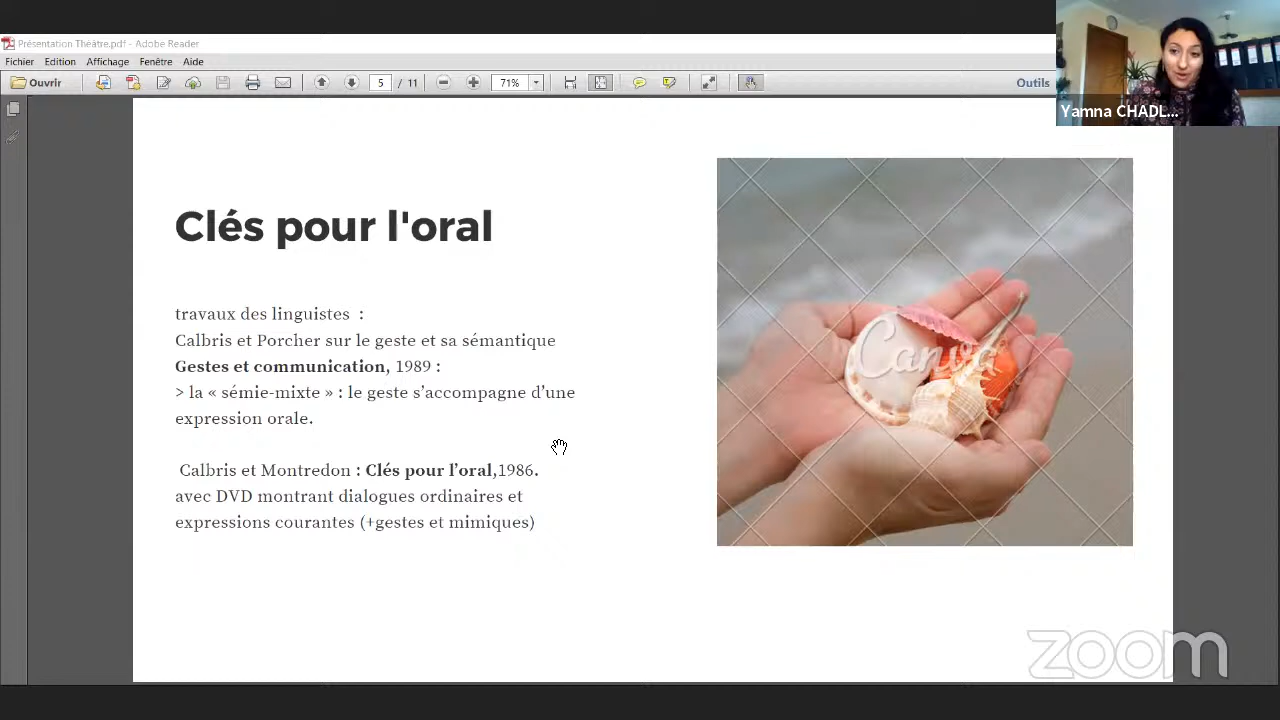 Présentation Théâtre.pdf - Adobe Reader
Fichier Edition Affichage Fenêtre Aide
Ouvrir 5 / 11 71% Outils
Yamna CHADL...
Clés pour l'oral
travaux des linguistes :
Calbris et Porcher sur le geste et sa sémantique
Gestes et communication, 1989 :
> la « sémie-mixte » : le geste s’accompagne d’une
expression orale.
Calbris et Montredon : Clés pour l’oral,1986.
avec DVD montrant dialogues ordinaires et
expressions courantes (+gestes et mimiques)
Canva
zoom